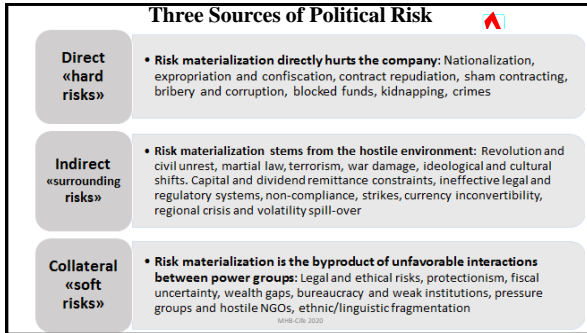 Three Sources of Political Risk
Direct
«hard
risks»
• Risk materialization directly hurts the company: Nationalization,
expropriation and confiscation, contract repudiation, sham contracting,
bribery and corruption, blocked funds, kidnapping, crimes
Indirect
«surrounding
risks»
• Risk materialization stems from the hostile environment: Revolution and
civil unrest, martial law, terrorism, war damage, ideological and cultural
shifts. Capital and dividend remittance constraints, ineffective legal and
regulatory systems, non-compliance, strikes, currency inconvertibility,
regional crisis and volatility spill-over
Collateral
«soft
risks»
• Risk materialization is the byproduct of unfavorable interactions
between power groups: Legal and ethical risks, protectionism, fiscal
uncertainty, wealth gaps, bureaucracy and weak institutions, pressure
groups and hostile NGOs, ethnic/linguistic fragmentation
MHB-Cife 2020